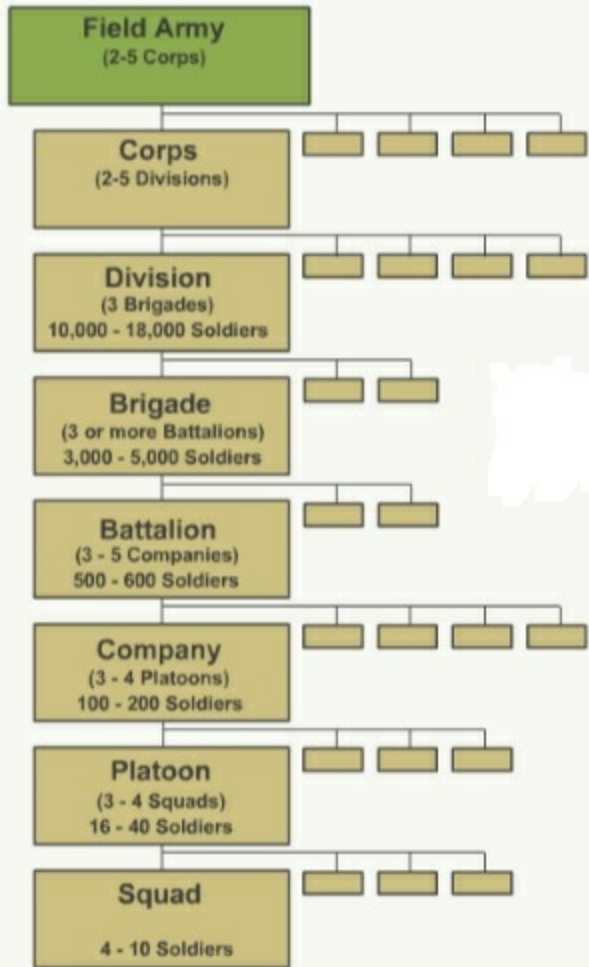 Field Army
(2-5 Corps)
Corps
(2-5 Divisions)
Division
(3 Brigades)
10,000 - 18,000 Soldiers
Brigade
(3 or more Battalions)
3,000 - 5,000 Soldiers
Battalion
(3 - 5 Companies)
500 - 600 Soldiers
Company
(3 - 4 Platoons)
100 - 200 Soldiers
Platoon
(3 - 4 Squads)
16 - 40 Soldiers
Squad
4 - 10 Soldiers